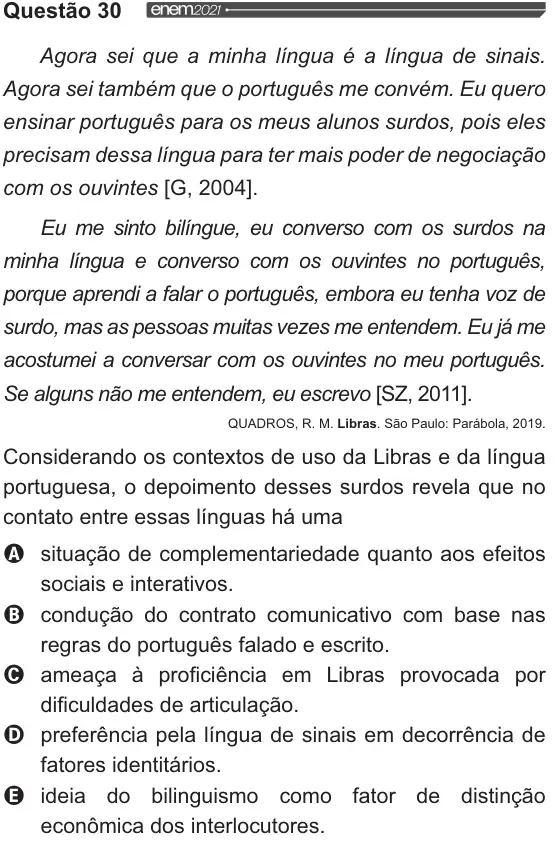 Questão 30 enem2021
Agora sei que a minha língua é a língua de sinais.
Agora sei também que o português me convém. Eu quero
ensinar português para os meus alunos surdos, pois eles
precisam dessa língua para ter mais poder de negociação
com os ouvintes [G, 2004].
Eu me sinto bilíngue, eu converso com os surdos na
minha língua e converso com os ouvintes no português,
porque aprendi a falar o português, embora eu tenha voz de
surdo, mas as pessoas muitas vezes me entendem. Eu já me
acostumei a conversar com os ouvintes no meu português.
Se alguns não me entendem, eu escrevo [SZ, 2011].
QUADROS, R. M. Libras. São Paulo: Parábola, 2019.
Considerando os contextos de uso da Libras e da língua
portuguesa, o depoimento desses surdos revela que no
contato entre essas línguas há uma
A situação de complementariedade quanto aos efeitos
sociais e interativos.
B condução do contrato comunicativo com base nas
regras do português falado e escrito.
C ameaça à proficiência em Libras provocada por
dificuldades de articulação.
D preferência pela língua de sinais em decorrência de
fatores identitários.
E ideia do bilinguismo como fator de distinção
econômica dos interlocutores.